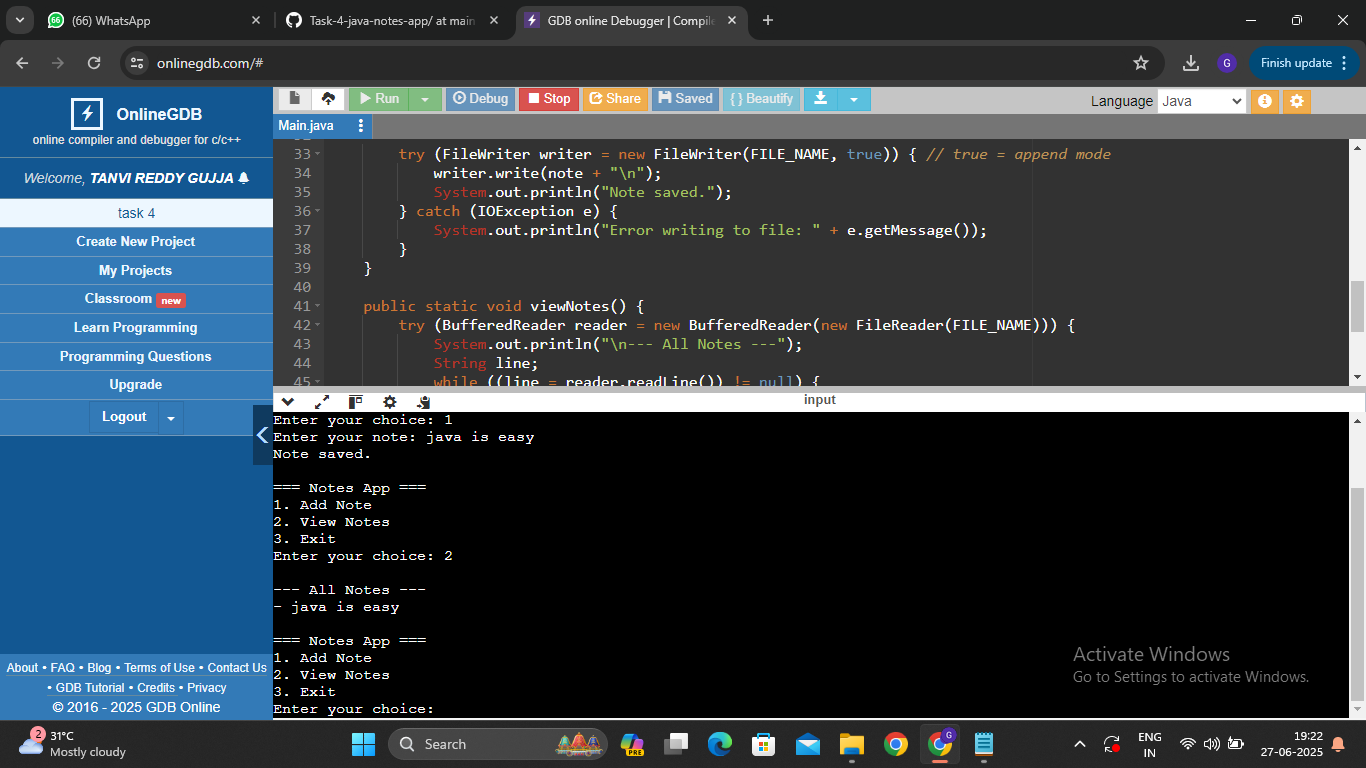 (66) WhatsApp
Task-4-java-notes-app/ at main
GDB online Debugger | Compile
onlinegdb.com/#
G
Finish update
OnlineGDB
online compiler and debugger for c/c++
Welcome, TANVI REDDY GUJJA
task 4
Create New Project
My Projects
Classroom new
Learn Programming
Programming Questions
Upgrade
Logout
About • FAQ • Blog • Terms of Use • Contact Us
• GDB Tutorial • Credits • Privacy
© 2016 - 2025 GDB Online
Run
Debug
Stop
Share
Saved
{ } Beautify
Language Java
Main.java
33 try (FileWriter writer = new FileWriter(FILE_NAME, true)) { // true = append mode
34 writer.write(note + "\n");
35 System.out.println("Note saved.");
36 } catch (IOException e) {
37 System.out.println("Error writing to file: " + e.getMessage());
38 }
39 }
40
41 public static void viewNotes() {
42 try (BufferedReader reader = new BufferedReader(new FileReader(FILE_NAME))) {
43 System.out.println("\n--- All Notes ---");
44 String line;
45 while ((line = reader.readLine()) != null) {
input
Enter your choice: 1
Enter your note: java is easy
Note saved.
=== Notes App ===
1. Add Note
2. View Notes
3. Exit
Enter your choice: 2
--- All Notes ---
- java is easy
=== Notes App ===
1. Add Note
2. View Notes
3. Exit
Enter your choice:
Activate Windows
Go to Settings to activate Windows.
2
31°C
Mostly cloudy
Search
PRE
G
ENG
IN
19:22
27-06-2025